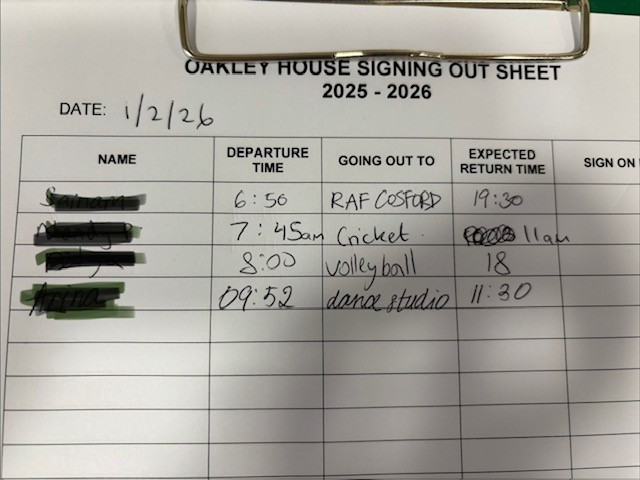 OAKLEY HOUSE SIGNING OUT SHEET
2025 - 2026
DATE: 1/2/26
NAME DEPARTURE TIME GOING OUT TO EXPECTED RETURN TIME SIGN ON
6:50 RAF COSFORD 19:30
7:45am Cricket. 11am
8:00 volleyball 18
09:52 dance studio 11:30